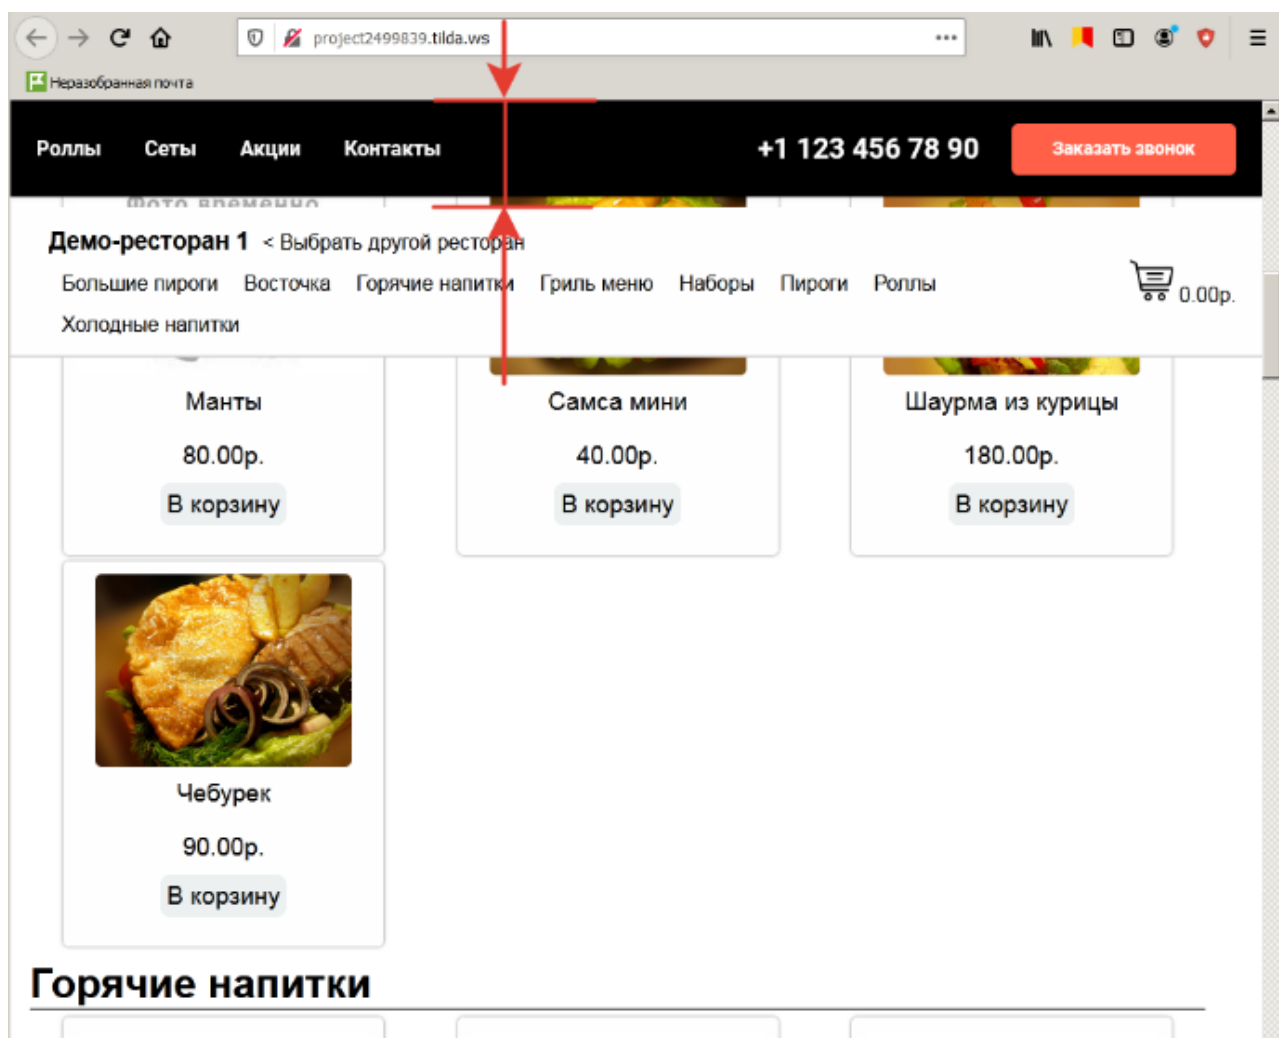 project2499839.tilda.ws
Неразобранная почта
Роллы Сеты Акции Контакты +1 123 456 78 90 Заказать звонок
Фото временно
Демо-ресторан 1 < Выбрать другой ресторан
Большие пироги Восточка Горячие напитки Гриль меню Наборы Пироги Роллы
0.00р.
Холодные напитки
Манты Самса мини Шаурма из курицы
80.00р. 40.00р. 180.00р.
В корзину В корзину В корзину
Чебурек
90.00р.
В корзину
Горячие напитки